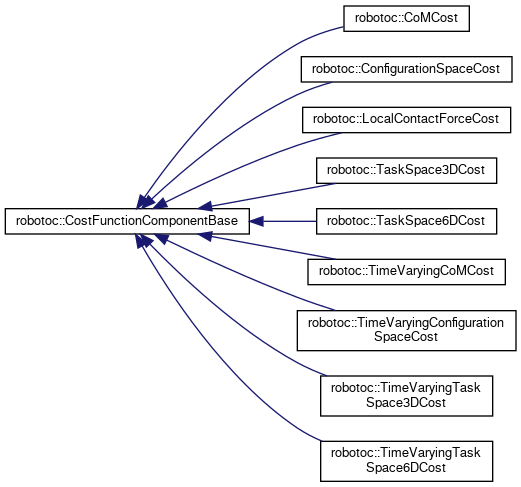 robotoc::CoMCost
robotoc::ConfigurationSpaceCost
robotoc::LocalContactForceCost
robotoc::TaskSpace3DCost
robotoc::CostFunctionComponentBase
robotoc::TaskSpace6DCost
robotoc::TimeVaryingCoMCost
robotoc::TimeVaryingConfiguration
SpaceCost
robotoc::TimeVaryingTask
Space3DCost
robotoc::TimeVaryingTask
Space6DCost